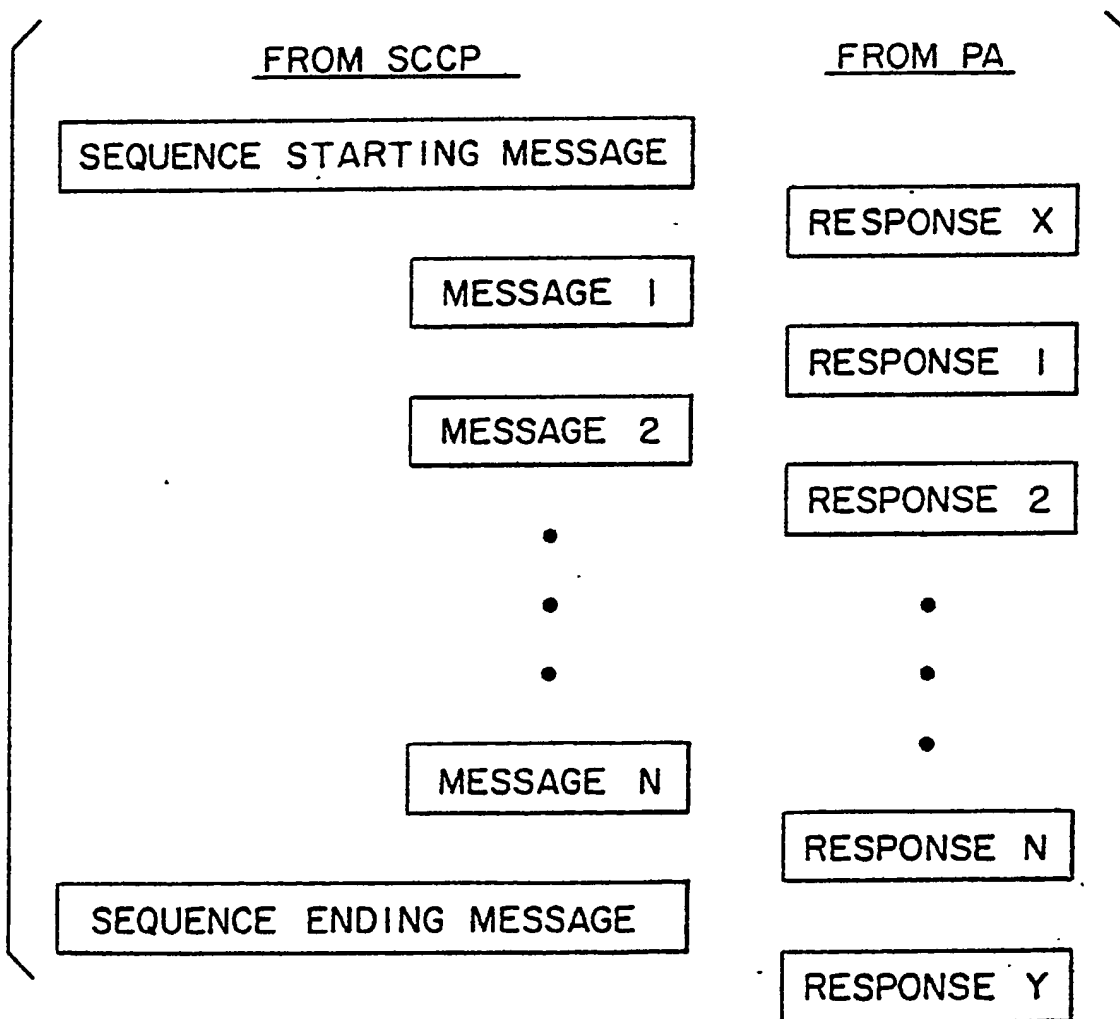 FROM SCCP
FROM PA
SEQUENCE STARTING MESSAGE
RESPONSE X
MESSAGE 1
RESPONSE 1
MESSAGE 2
RESPONSE 2
MESSAGE N
RESPONSE N
SEQUENCE ENDING MESSAGE
RESPONSE Y